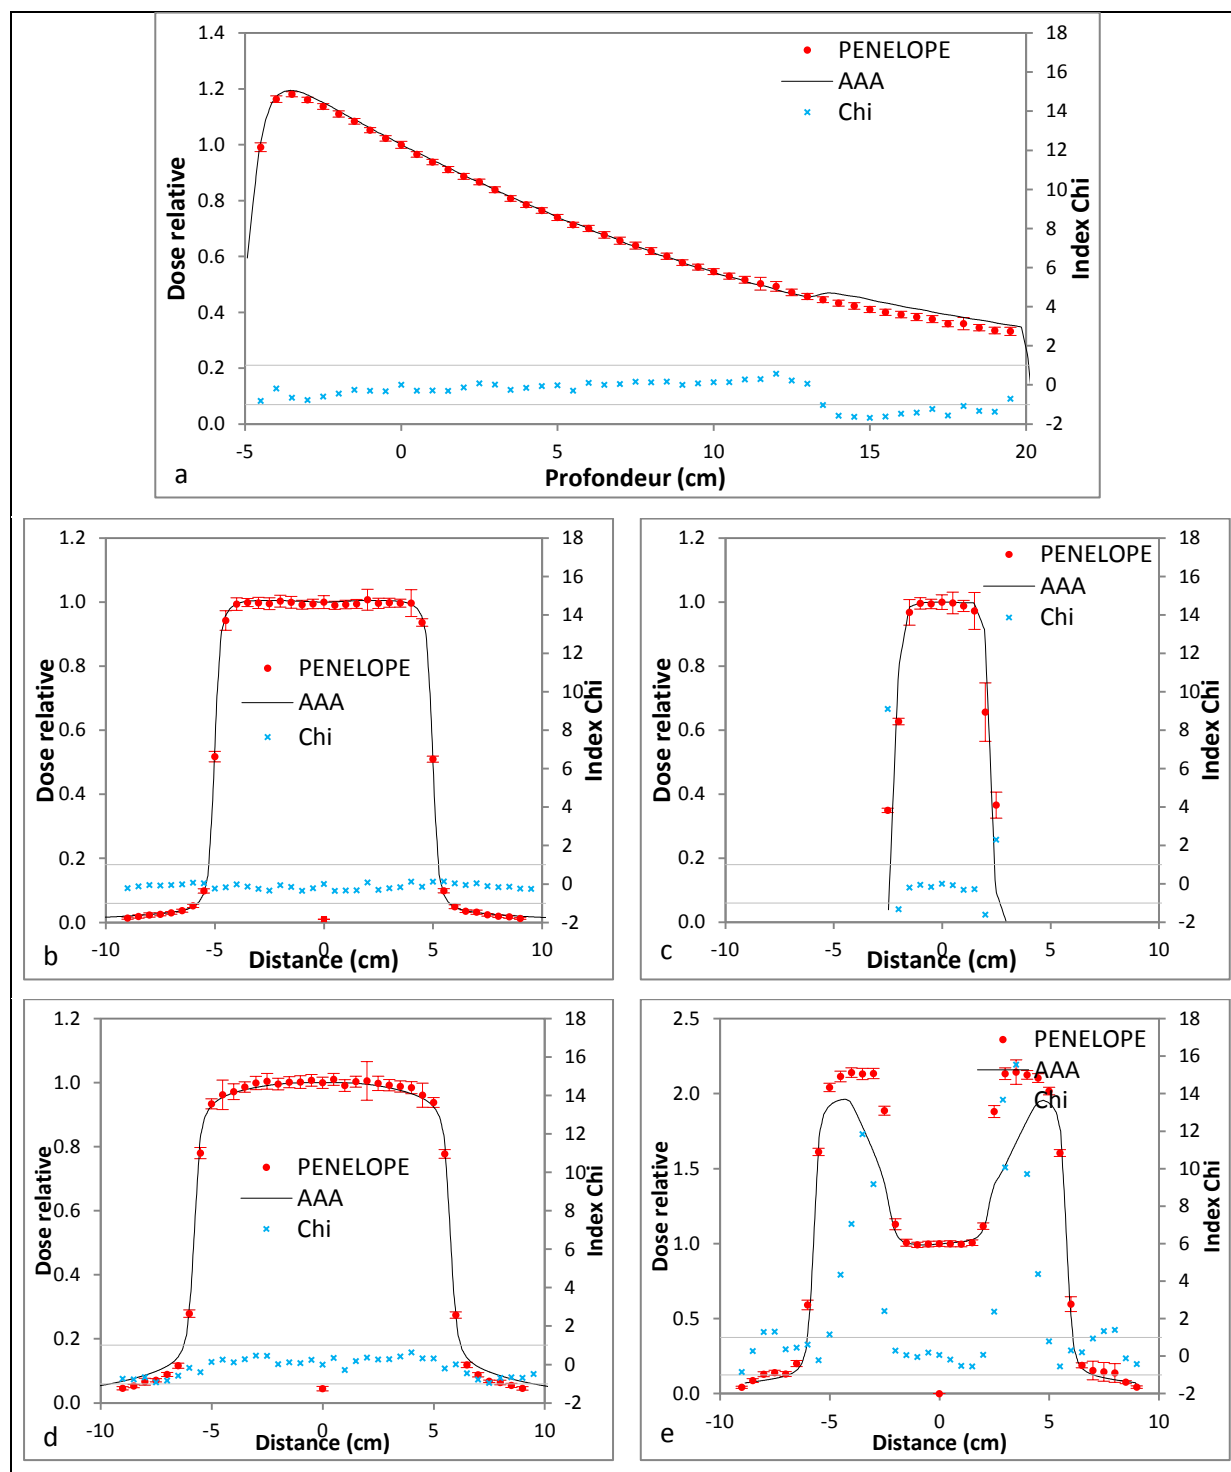 1.4
1.2
1.0
0.8
0.6
0.4
0.2
0.0
Dose relative
18
16
14
12
10
8
6
4
2
0
-2
Index Chi
PENELOPE
AAA
Chi
-5 0 5 10 15 20
Profondeur (cm)
a
1.2
1.0
0.8
0.6
0.4
0.2
0.0
Dose relative
18
16
14
12
10
8
6
4
2
0
-2
Index Chi
PENELOPE
AAA
Chi
-10 -5 0 5 10
Distance (cm)
b
1.2
1.0
0.8
0.6
0.4
0.2
0.0
Dose relative
18
16
14
12
10
8
6
4
2
0
-2
Index Chi
PENELOPE
AAA
Chi
-10 -5 0 5 10
Distance (cm)
c
1.2
1.0
0.8
0.6
0.4
0.2
0.0
Dose relative
18
16
14
12
10
8
6
4
2
0
-2
Index Chi
PENELOPE
AAA
Chi
-10 -5 0 5 10
Distance (cm)
d
2.5
2.0
1.5
1.0
0.5
0.0
Dose relative
18
16
14
12
10
8
6
4
2
0
-2
Index Chi
PENELOPE
AAA
Chi
-10 -5 0 5 10
Distance (cm)
e